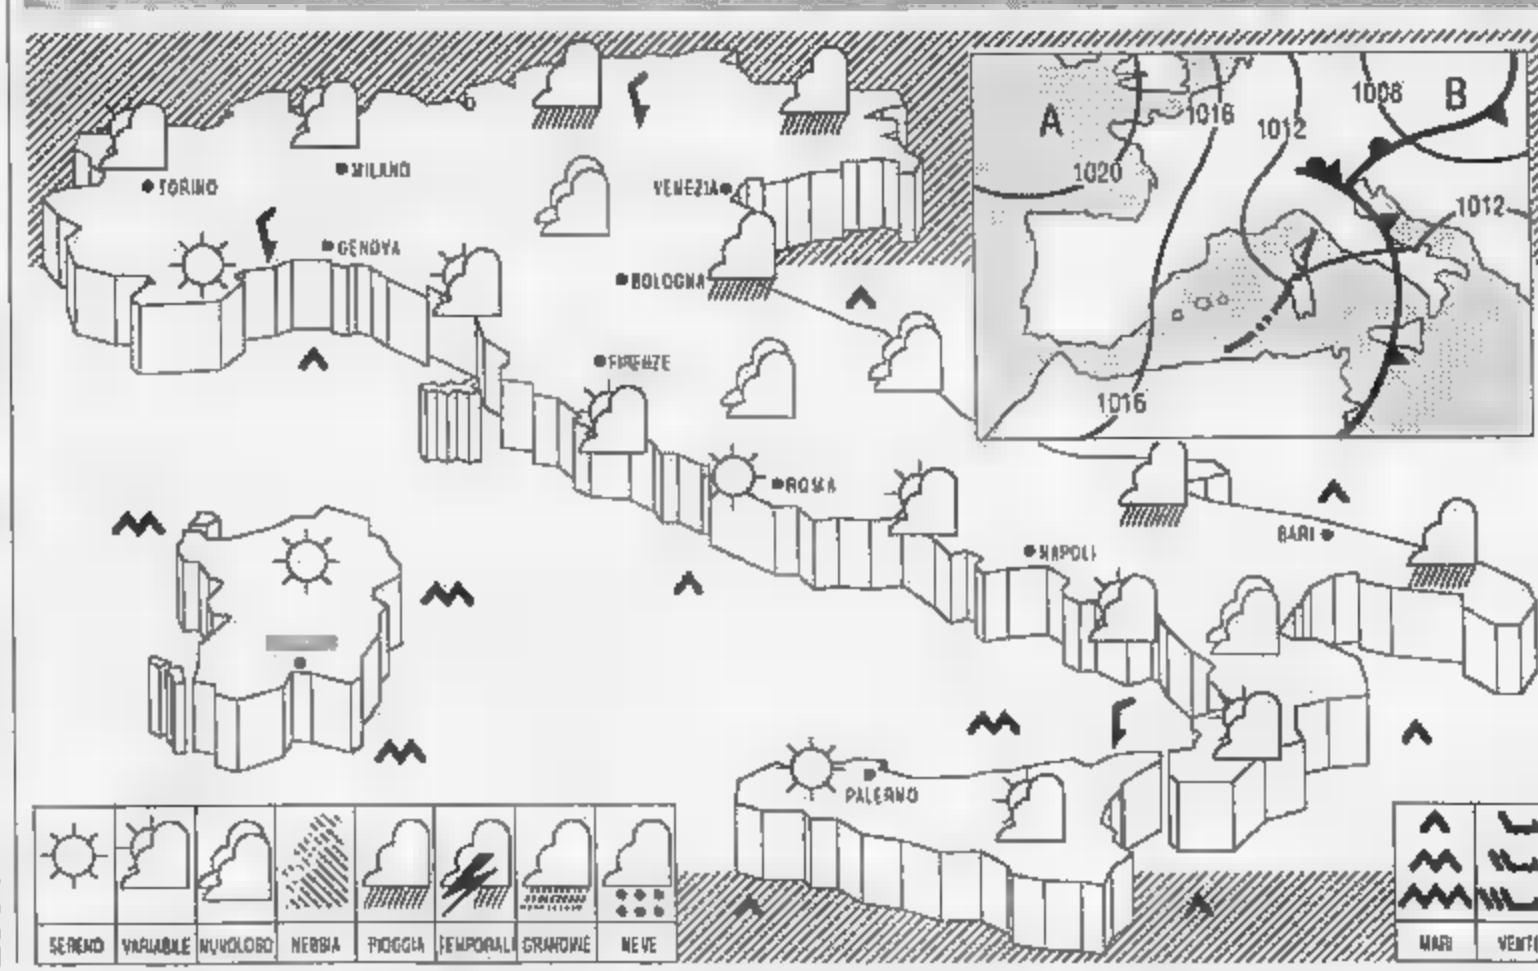 A
1016
1008
B
1012
1020
1012
1016
TORINO
MILANO
VENEZIA
GENOVA
BOLOGNA
FIRENZE
ROMA
NAPOLI
BARI
PALERMO
SERENO VARIABILE NUVOLOSO NEBBIA PIOGGIA TEMPORALI GRANDINE NEVE
MARI VENTI